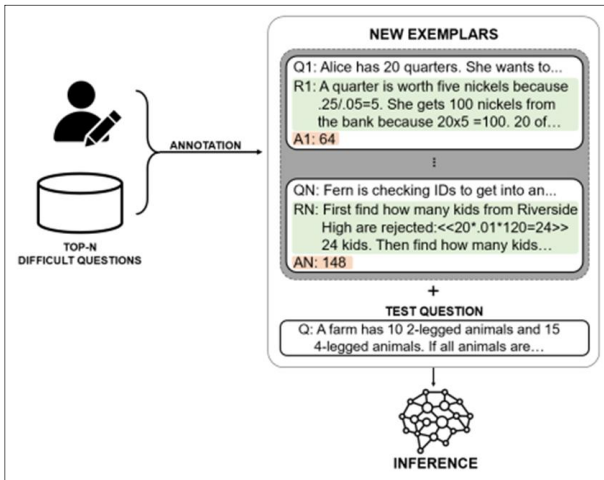 NEW EXEMPLARS
Q1: Alice has 20 quarters. She wants to...
R1: A quarter is worth five nickels because
.25/.05=5. She gets 100 nickels from
the bank because 20x5 =100. 20 of...
A1: 64
⋮
QN: Fern is checking IDs to get into an...
RN: First find how many kids from Riverside
High are rejected:<<20*.01*120=24>>
24 kids. Then find how many kids...
AN: 148
ANNOTATION
TOP-N
DIFFICULT QUESTIONS
+
TEST QUESTION
Q: A farm has 10 2-legged animals and 15
4-legged animals. If all animals are...
INFERENCE